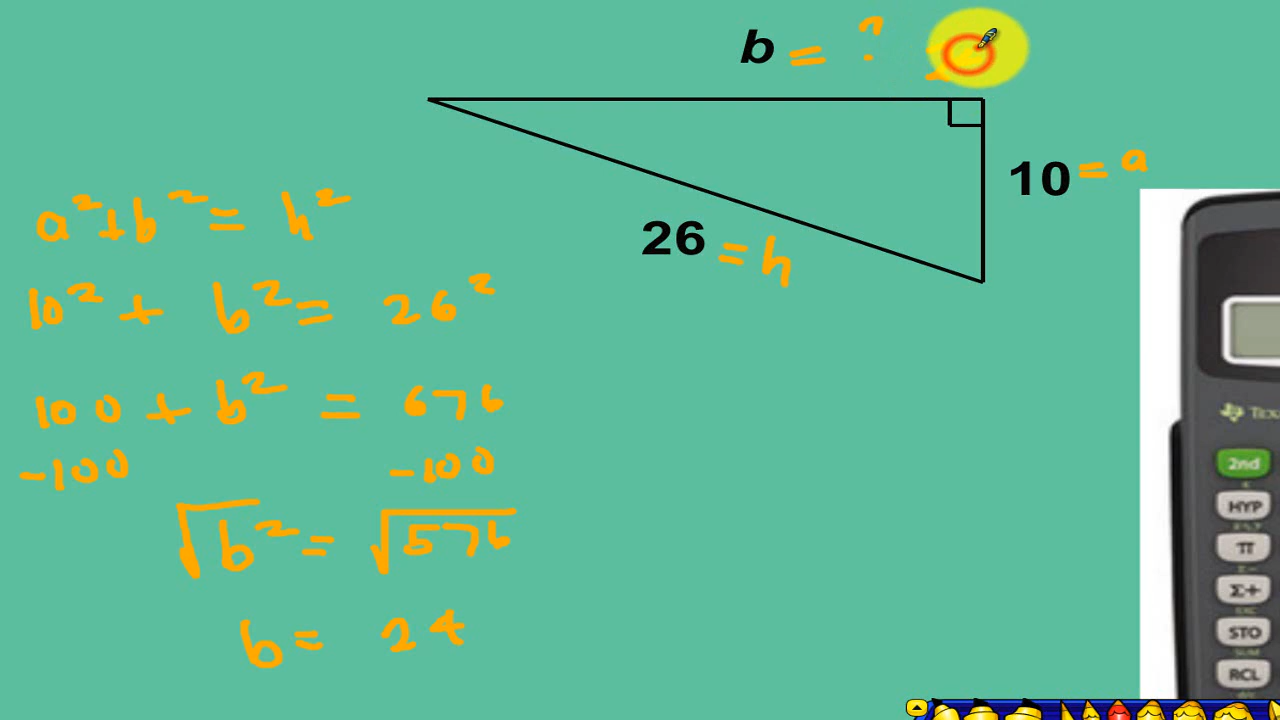 b = ?
10 = a
26 = h
a²+b² = h²
10² + b² = 26²
100 + b² = 676
-100 -100
√b² = √576
b = 24
2nd
HYP
π
Σ+
STO
SUM
RCL